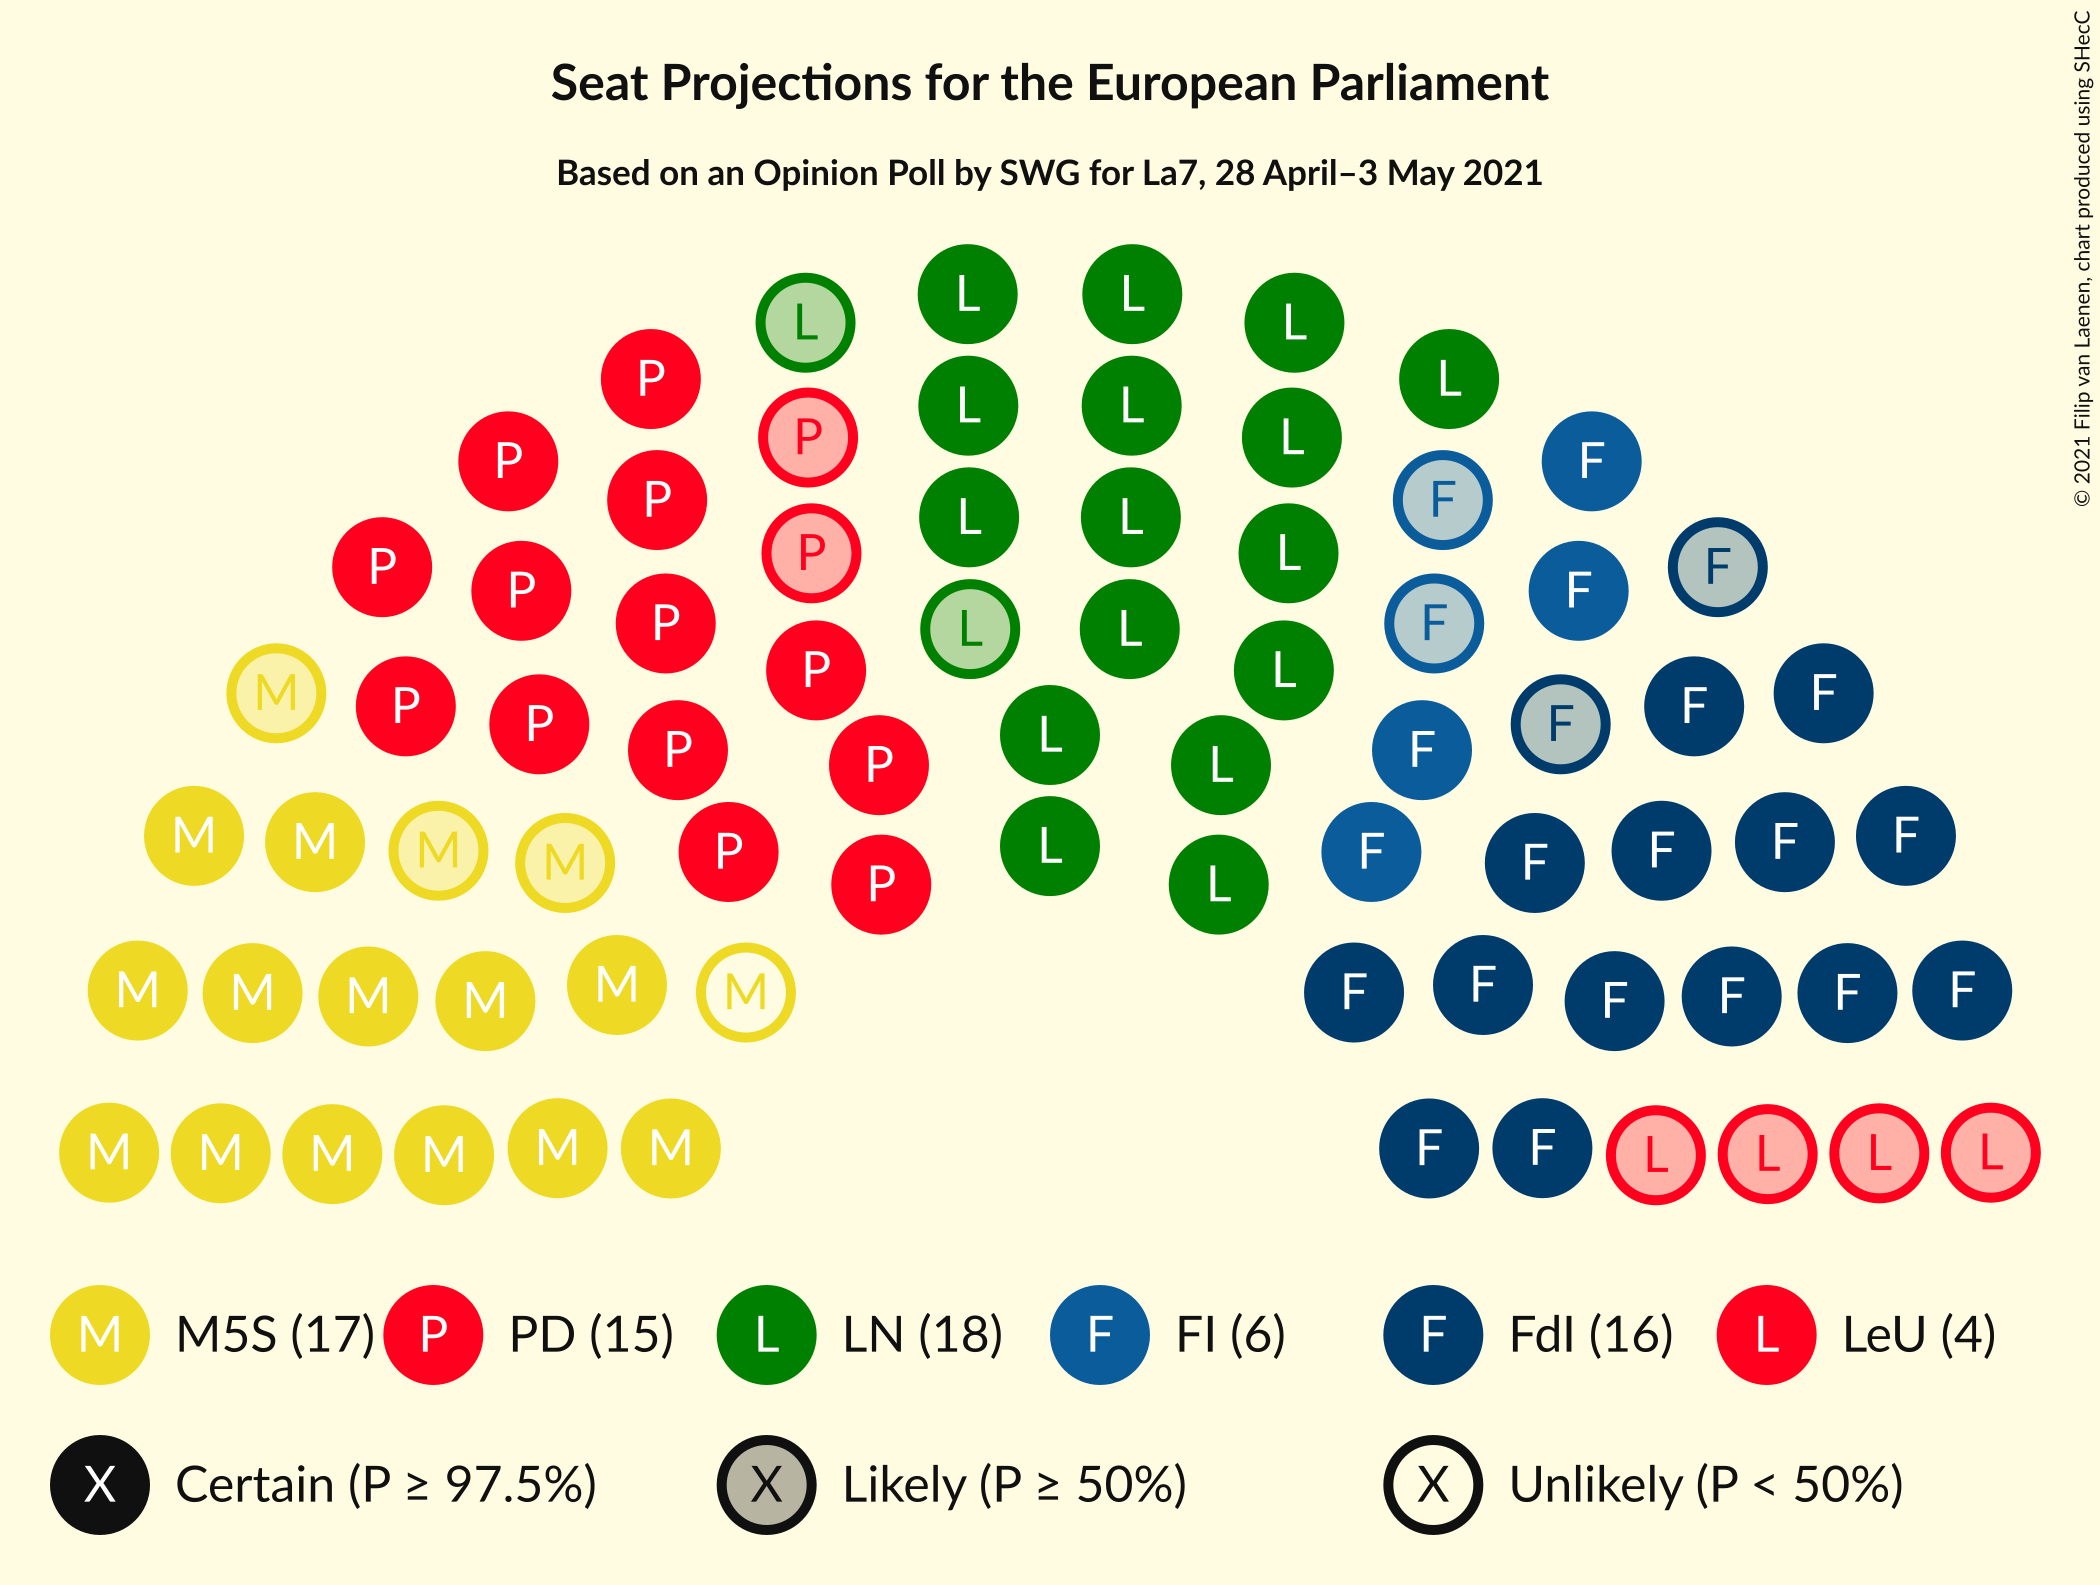 Seat Projections for the European Parliament
Based on an Opinion Poll by SWG for La7, 28 April–3 May 2021
© 2021 Filip van Laenen, chart produced using SHecC
L L
L L
P L
L L
P L
P F
P F
L L
P L
F F
P F
P L
P F
L L
M P F F
P P F
L
P P L F
M M F F
M M P F F F
L
P L
M M F F
M M M M M F F F F F F
M M M M M M F F L L L L
M M5S (17) P PD (15) L LN (18) F FI (6) F FdI (16) L LeU (4)
X Certain (P ≥ 97.5%) X Likely (P ≥ 50%) X Unlikely (P < 50%)